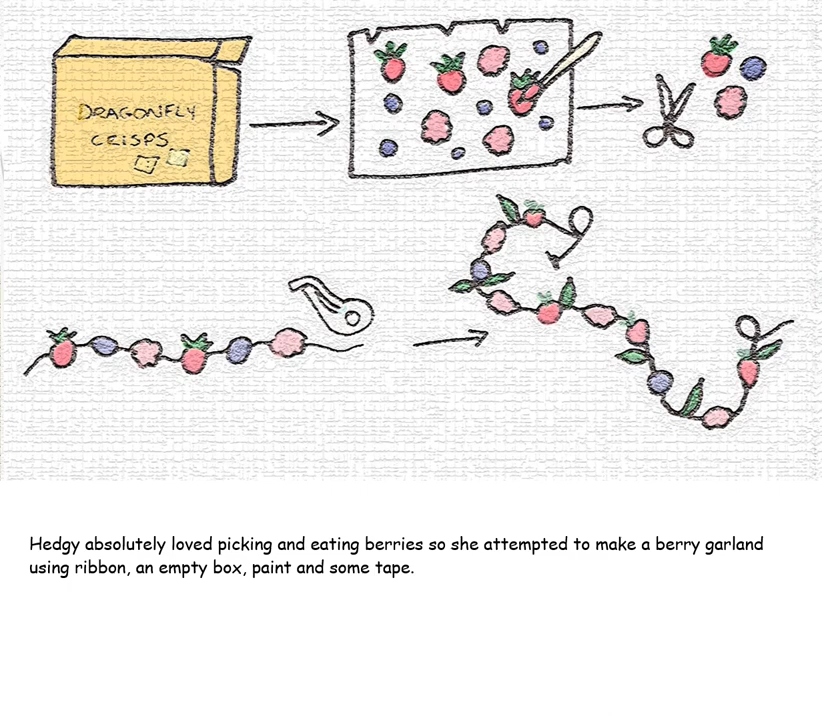 DRAGONFLY
CRISPS
Hedgy absolutely loved picking and eating berries so she attempted to make a berry garland
using ribbon, an empty box, paint and some tape.